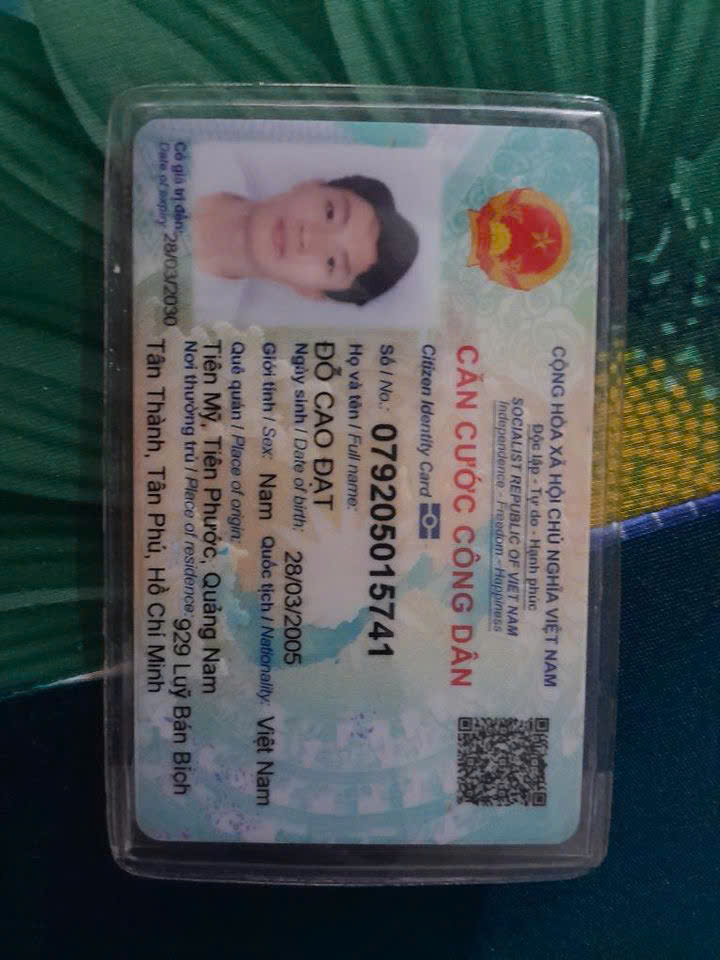 CỘNG HÒA XÃ HỘI CHỦ NGHĨA VIỆT NAM
Độc lập - Tự do - Hạnh phúc
SOCIALIST REPUBLIC OF VIET NAM
Independence - Freedom - Happiness
CĂN CƯỚC CÔNG DÂN
Citizen Identity Card
Số / No.: 079205015741
Họ và tên / Full name:
ĐỖ CAO ĐẠT
Ngày sinh / Date of birth: 28/03/2005
Giới tính / Sex: Nam Quốc tịch / Nationality: Việt Nam
Quê quán / Place of origin:
Tiên Mỹ, Tiên Phước, Quảng Nam
Nơi thường trú / Place of residence: 929 Luỹ Bán Bích
Tân Thành, Tân Phú, Hồ Chí Minh
Có giá trị đến: 28/03/2030
Date of expiry